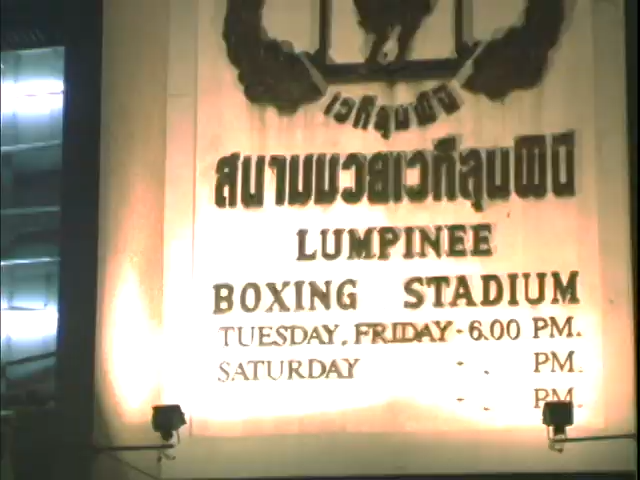 เวทีลุมพินี
สนามมวยเวทีลุมพินี
LUMPINEE
BOXING STADIUM
TUESDAY, FRIDAY - 6.00 PM.
SATURDAY - . PM.
- . PM.